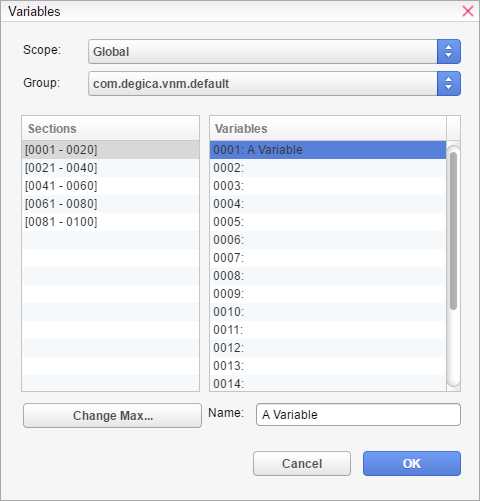 Variables
Scope: Global
Group: com.degica.vnm.default
Sections
[0001 - 0020]
[0021 - 0040]
[0041 - 0060]
[0061 - 0080]
[0081 - 0100]
Variables
0001: A Variable
0002:
0003:
0004:
0005:
0006:
0007:
0008:
0009:
0010:
0011:
0012:
0013:
0014:
Change Max...
Name: A Variable
Cancel
OK